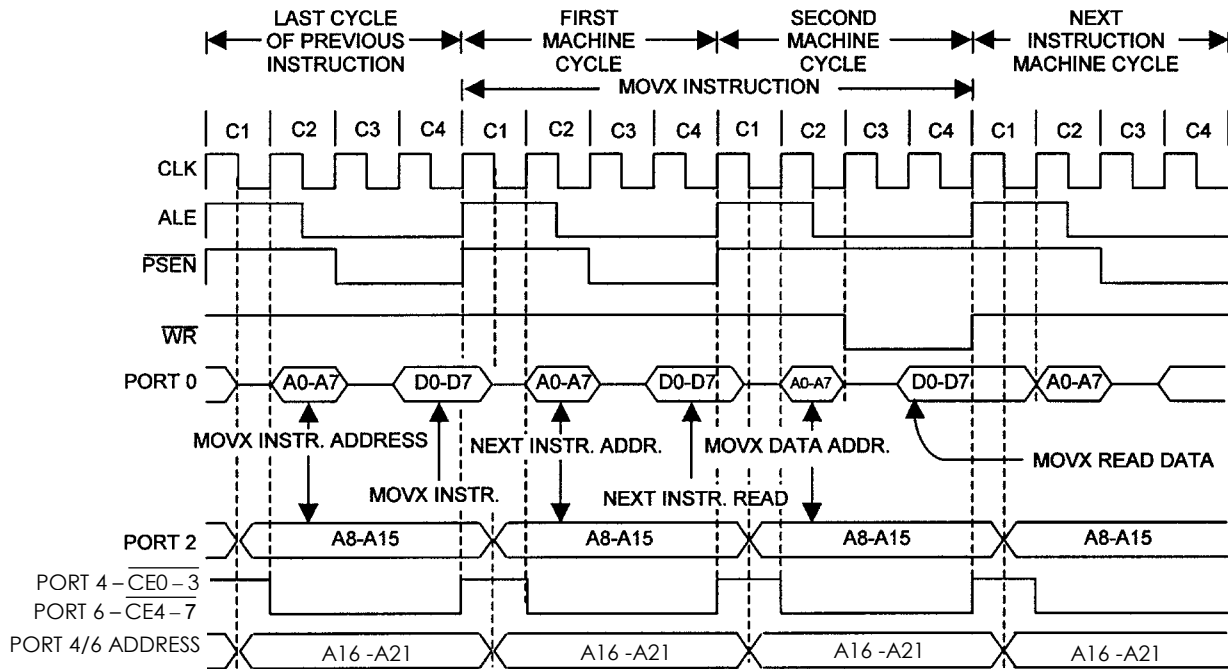 LAST CYCLE OF PREVIOUS INSTRUCTION
FIRST MACHINE CYCLE
SECOND MACHINE CYCLE
NEXT INSTRUCTION MACHINE CYCLE
MOVX INSTRUCTION
C1 C2 C3 C4 C1 C2 C3 C4 C1 C2 C3 C4 C1 C2 C3 C4
CLK
ALE
PSEN
WR
PORT 0 A0-A7 D0-D7 A0-A7 D0-D7 A0-A7 D0-D7 A0-A7
MOVX INSTR. ADDRESS NEXT INSTR. ADDR. MOVX DATA ADDR.
MOVX READ DATA
MOVX INSTR. NEXT INSTR. READ
PORT 2 A8-A15 A8-A15 A8-A15 A8-A15
PORT 4 – CE0 – 3
PORT 6 – CE4 – 7
PORT 4/6 ADDRESS A16 -A21 A16 -A21 A16 -A21 A16 -A21